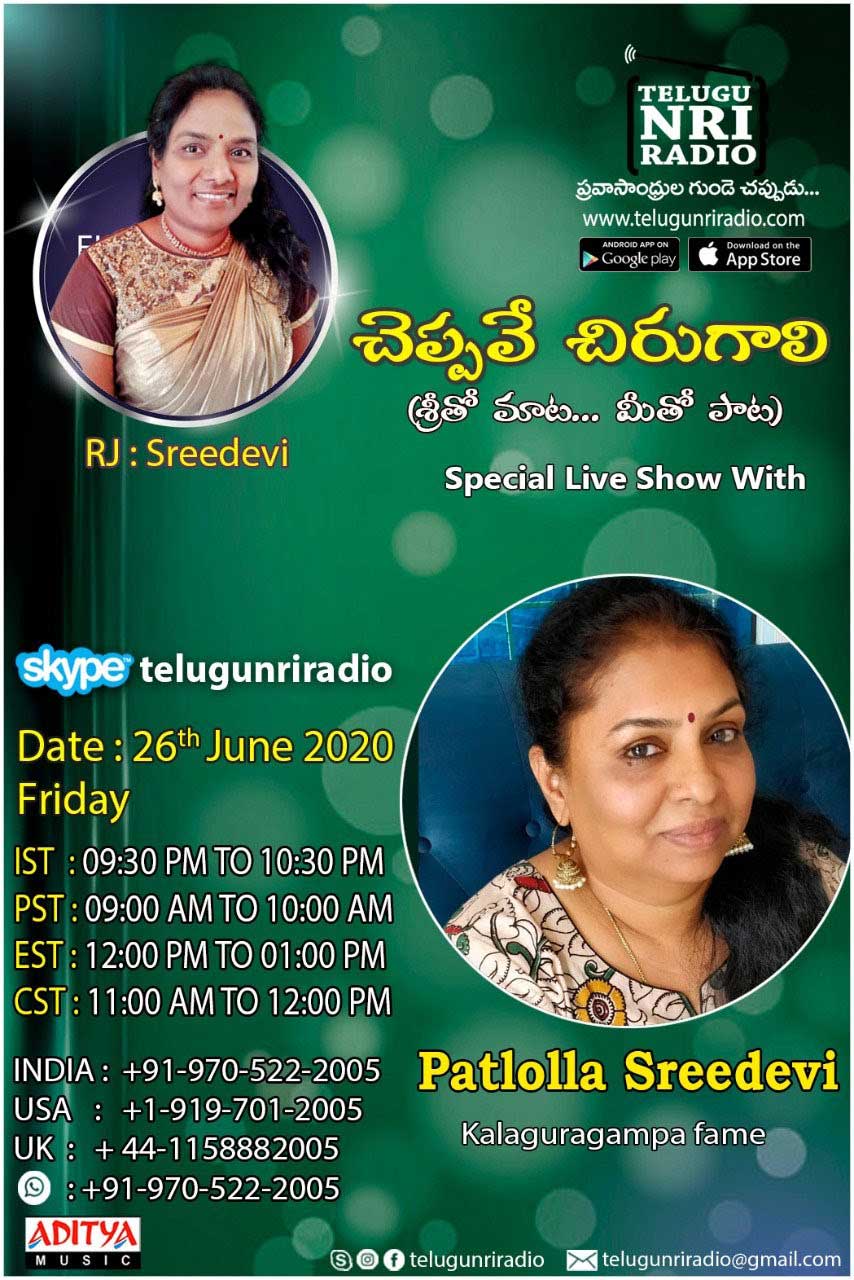 TELUGU
NRI
RADIO
ప్రవాసాంధ్రుల గుండె చప్పుడు...
www.telugunriradio.com
ANDROID APP ON
Google play
Download on the
App Store
చెప్పవే చిరుగాలి
(శ్రీతో మాట... మీతో పాట)
RJ : Sreedevi
Special Live Show With
skype™ telugunriradio
Date : 26th June 2020
Friday
IST : 09:30 PM TO 10:30 PM
PST : 09:00 AM TO 10:00 AM
EST : 12:00 PM TO 01:00 PM
CST : 11:00 AM TO 12:00 PM
INDIA : +91-970-522-2005
USA : +1-919-701-2005
UK : + 44-1158882005
: +91-970-522-2005
Patlolla Sreedevi
Kalaguragampa fame
ADITYA
MUSIC
telugunriradio
telugunriradio@gmail.com